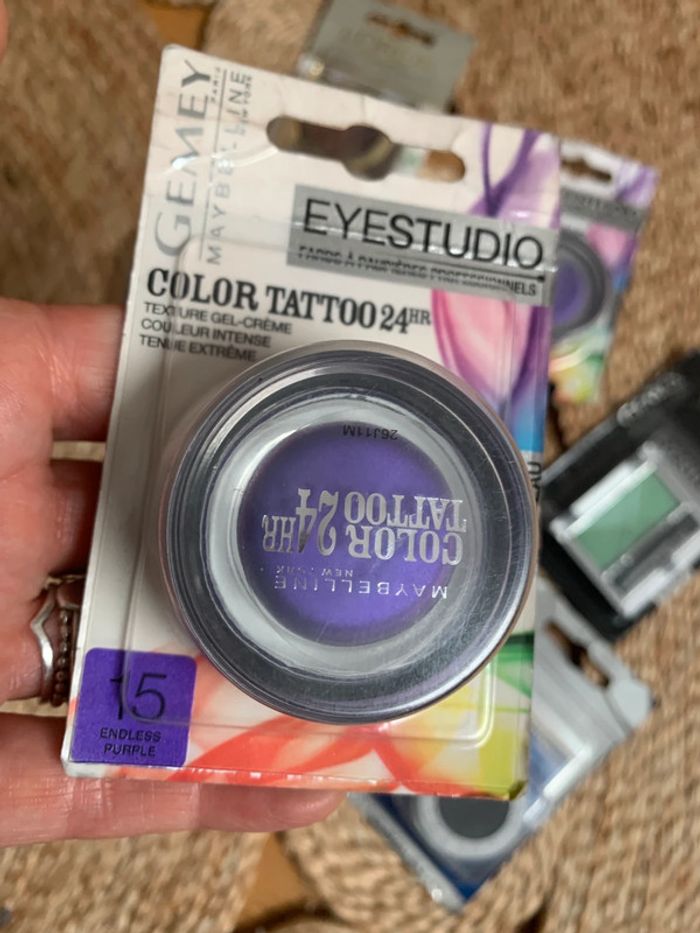 GEMEY
PARIS
MAYBELLINE
NEW YORK
EYESTUDIO
FARDS À PAUPIÈRES PROFESSIONNELS
COLOR TATTOO 24HR
TEXTURE GEL-CRÈME
COULEUR INTENSE
TENUE EXTRÊME
26J11M
MAYBELLINE
NEW YORK
COLOR 24HR
TATTOO
15
ENDLESS
PURPLE